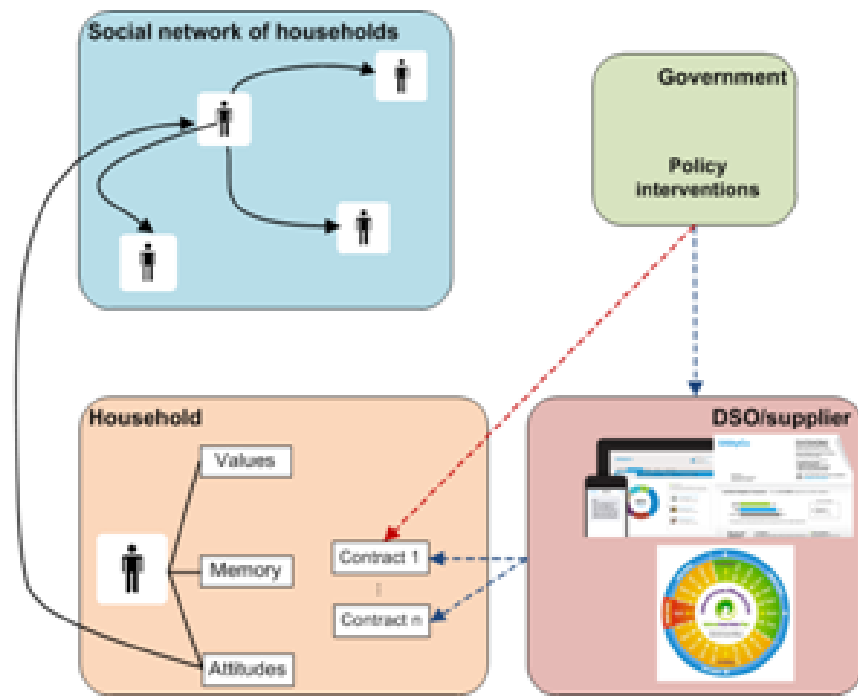 Social network of households
Government
Policy
interventions
Household
Values
Memory
Attitudes
Contract 1
Contract n
DSO/supplier